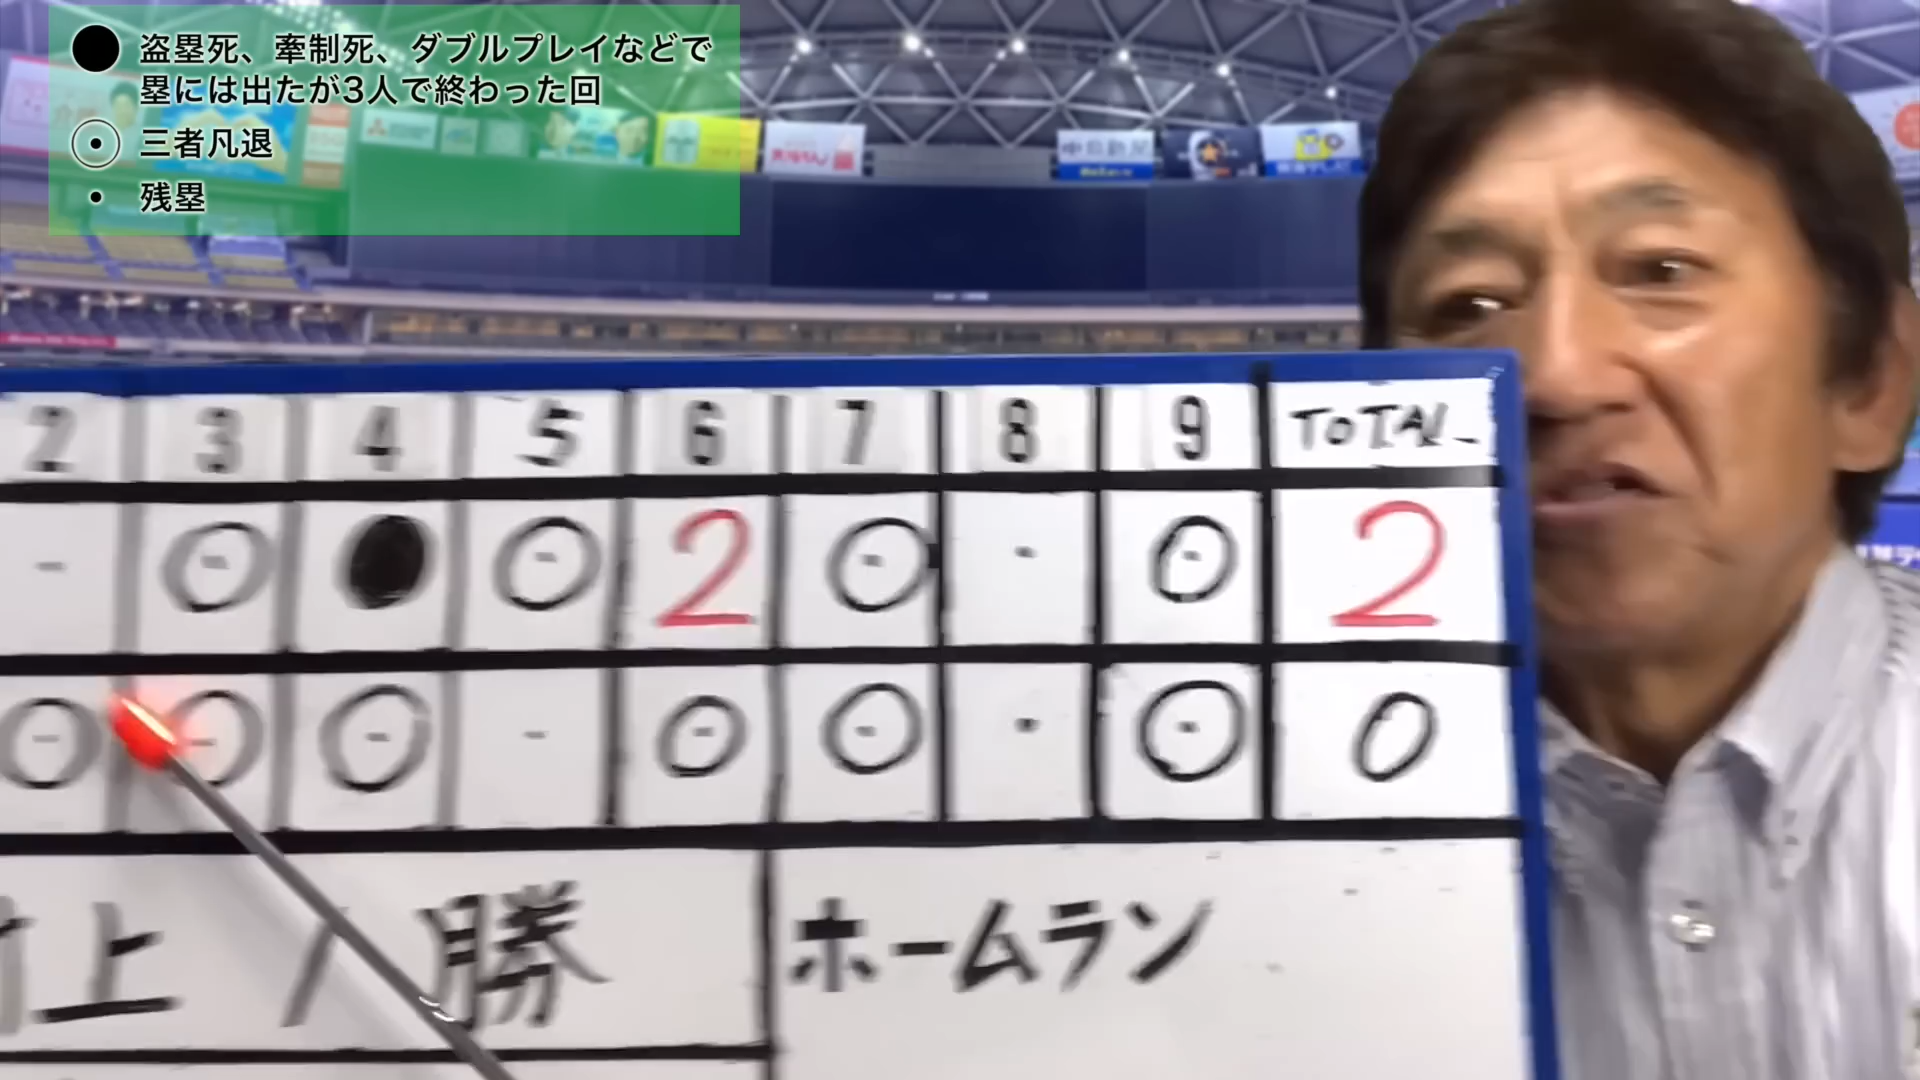 ● 盗塁死、牽制死、ダブルプレイなどで
塁には出たが3人で終わった回
三者凡退
・ 残塁
2 3 4 5 6 7 8 9 TOTAL
2 2
0
上 1勝
ホームラン